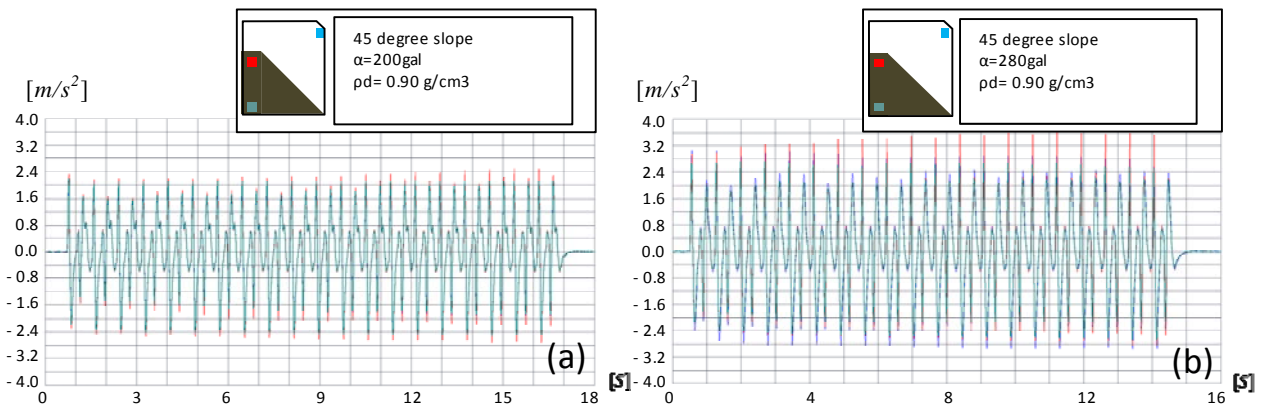 45 degree slope
α=200gal
ρd= 0.90 g/cm3
[m/s²]
4.0
3.2
2.4
1.6
0.8
0.0
- 0.8
- 1.6
- 2.4
- 3.2
- 4.0
0 3 6 9 12 15 18
[s]
(a)
45 degree slope
α=280gal
ρd= 0.90 g/cm3
[m/s²]
4.0
3.2
2.4
1.6
0.8
0.0
- 0.8
- 1.6
- 2.4
- 3.2
- 4.0
0 4 8 12 16
[s]
(b)